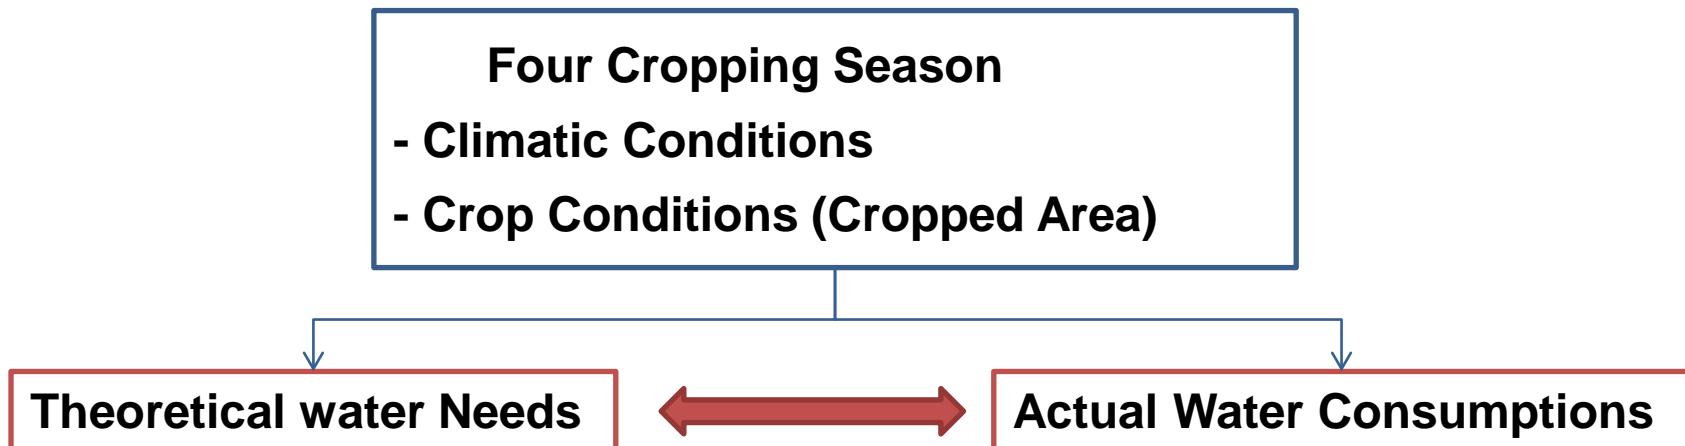 Four Cropping Season
- Climatic Conditions
- Crop Conditions (Cropped Area)
Theoretical water Needs
Actual Water Consumptions